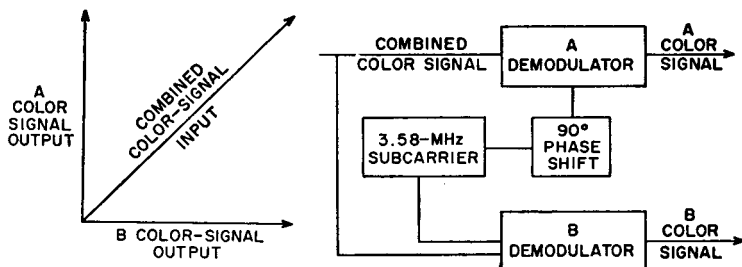 A
COLOR
SIGNAL
OUTPUT
COMBINED
COLOR-SIGNAL
INPUT
B COLOR-SIGNAL
OUTPUT
COMBINED
COLOR SIGNAL
A
DEMODULATOR
A
COLOR
SIGNAL
3.58-MHz
SUBCARRIER
90°
PHASE
SHIFT
B
DEMODULATOR
B
COLOR
SIGNAL